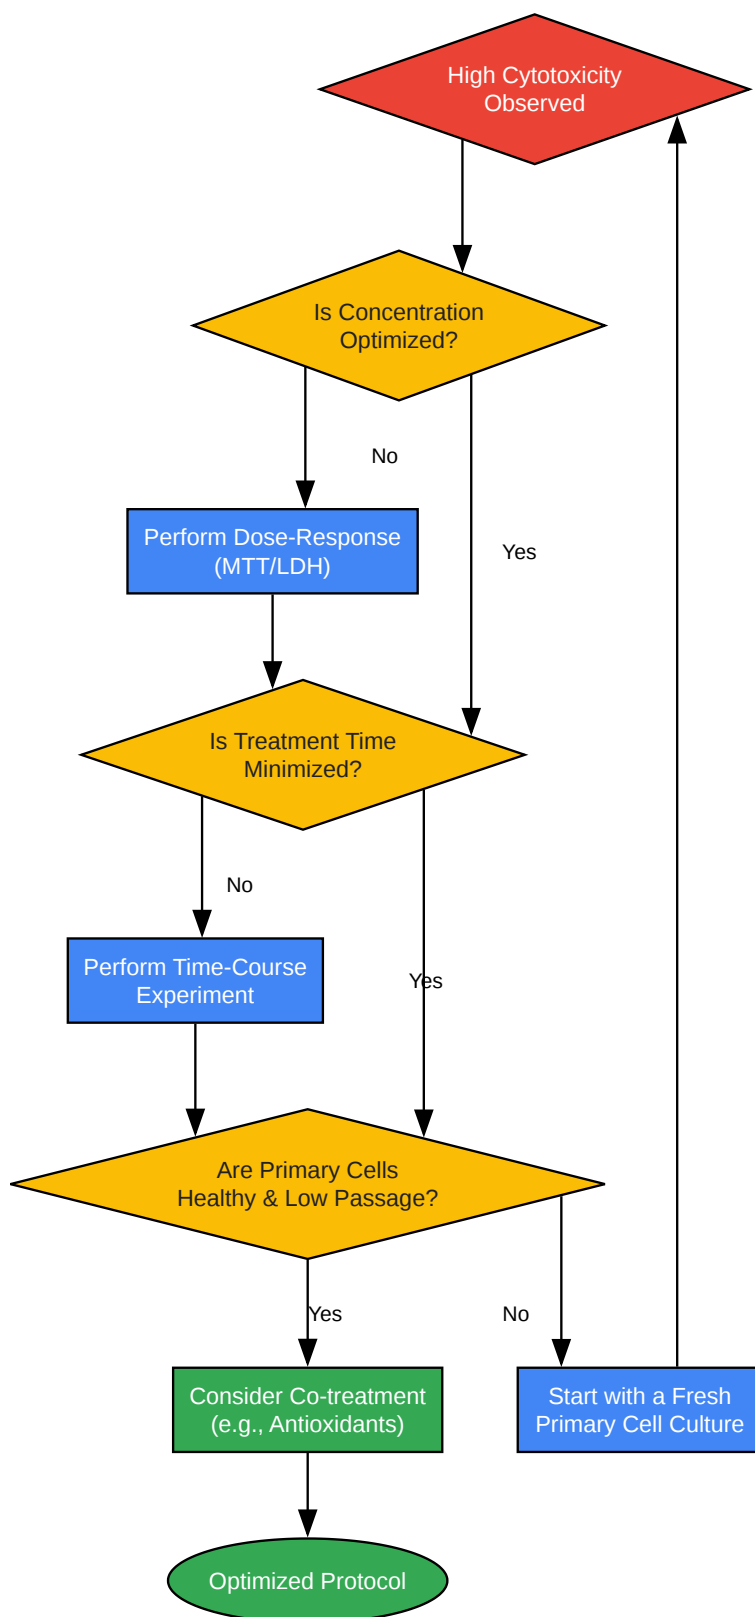 High Cytotoxicity
Observed
Is Concentration
Optimized?
No
Yes
Perform Dose-Response
(MTT/LDH)
Is Treatment Time
Minimized?
No
Yes
Perform Time-Course
Experiment
Are Primary Cells
Healthy & Low Passage?
Yes
No
Consider Co-treatment
(e.g., Antioxidants)
Start with a Fresh
Primary Cell Culture
Optimized Protocol